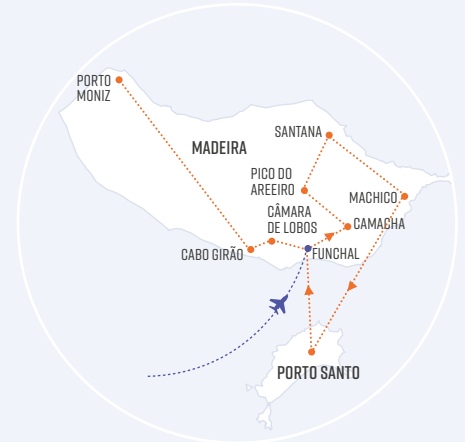 PORTO
MONIZ
SANTANA
MADEIRA
PICO DO
AREEIRO
MACHICO
CÂMARA
DE LOBOS
CAMACHA
CABO GIRÃO
FUNCHAL
PORTO SANTO